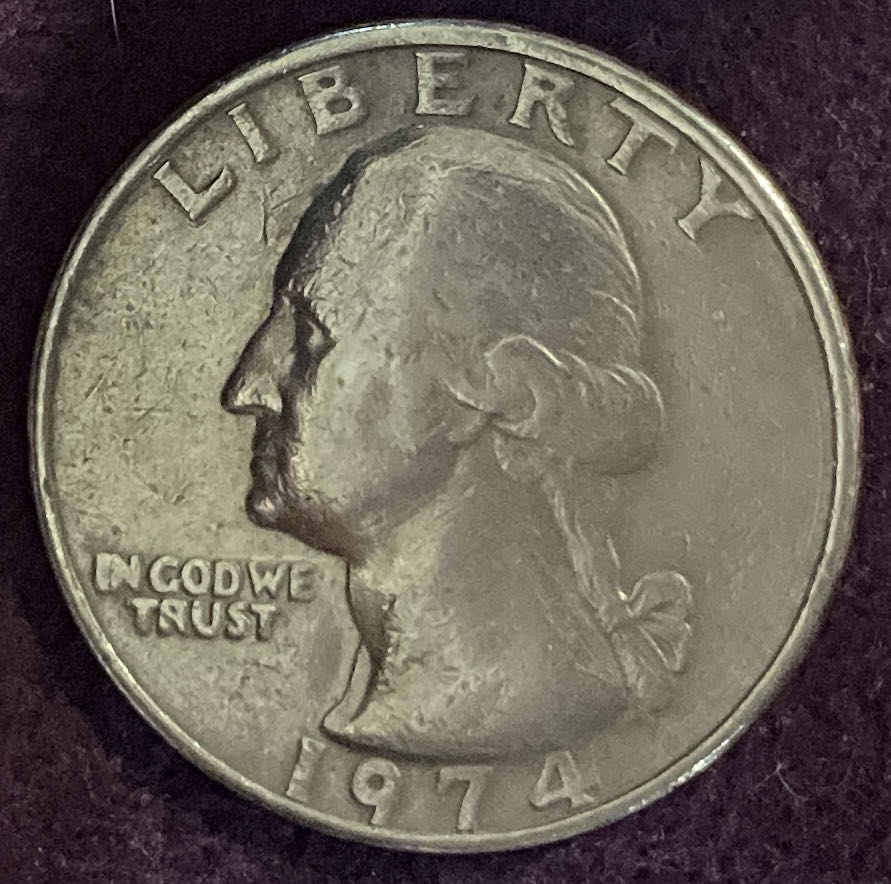 LIBERTY
IN GOD WE
TRUST
1974